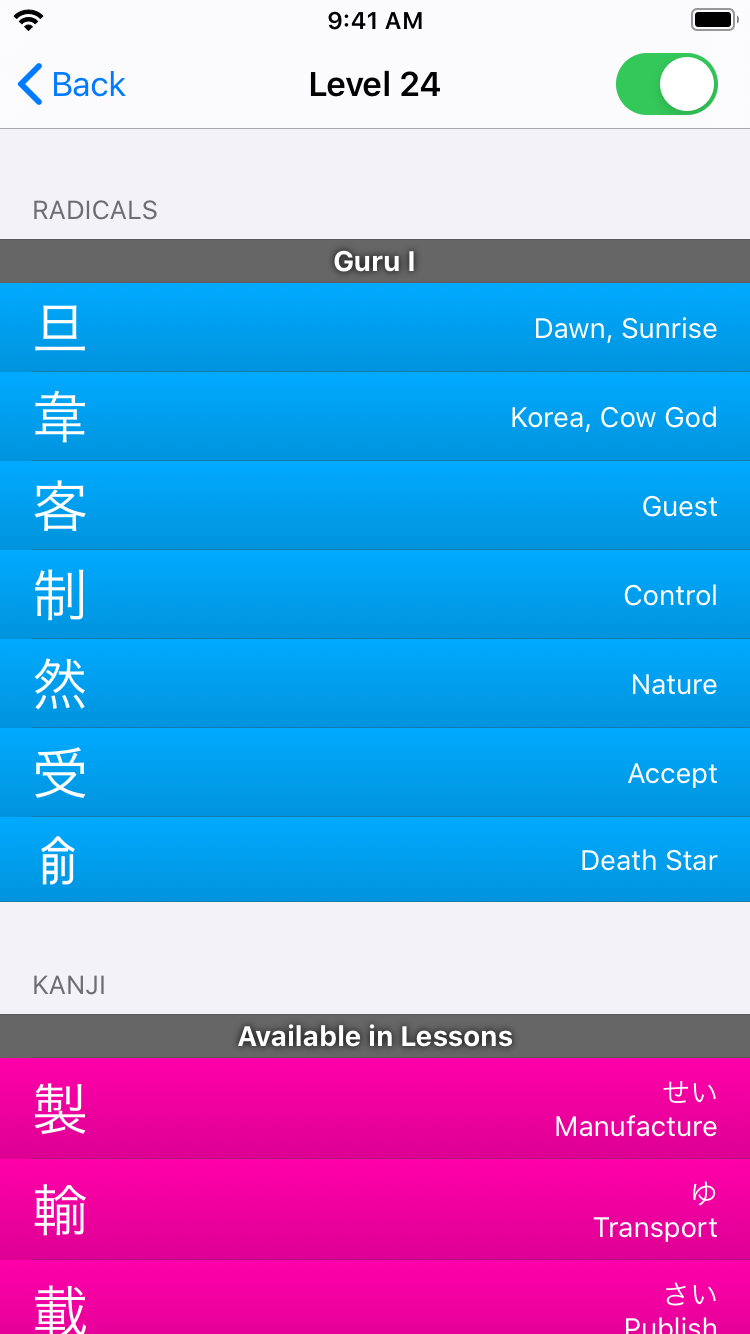 9:41 AM
Back
Level 24
RADICALS
Guru I
旦 Dawn, Sunrise
韋 Korea, Cow God
客 Guest
制 Control
然 Nature
受 Accept
俞 Death Star
KANJI
Available in Lessons
製 せい
Manufacture
輸 ゆ
Transport
載 さい
Publish